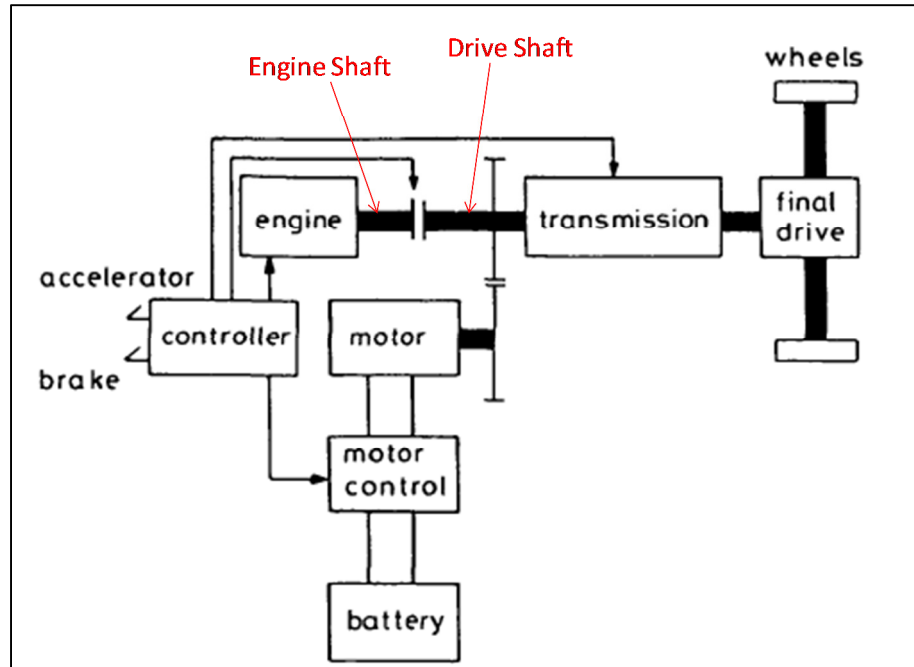 Drive Shaft
Engine Shaft
wheels
engine
transmission
final
drive
accelerator
controller
brake
motor
motor
control
battery